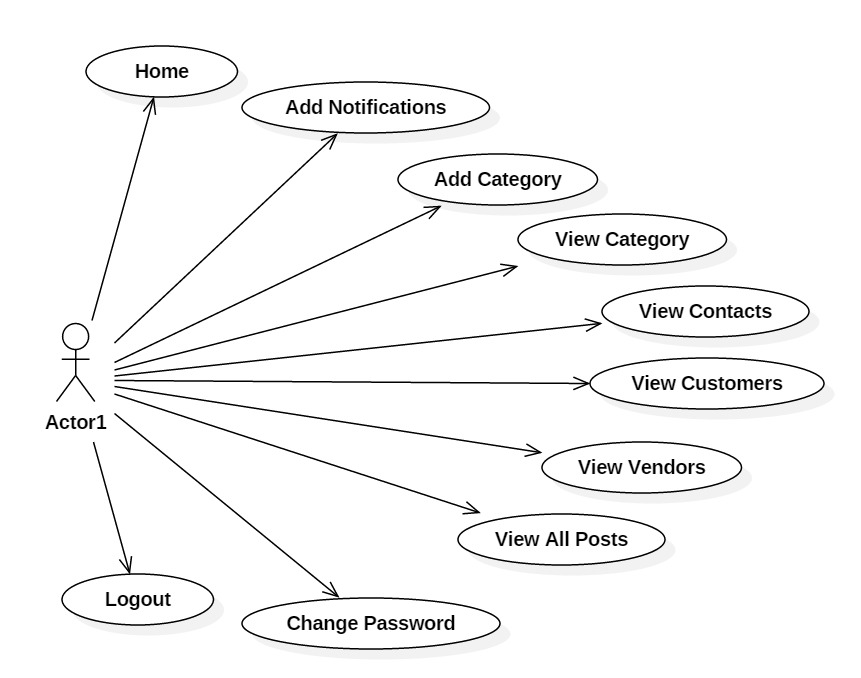 Home
Add Notifications
Add Category
View Category
View Contacts
View Customers
Actor1
View Vendors
View All Posts
Logout
Change Password